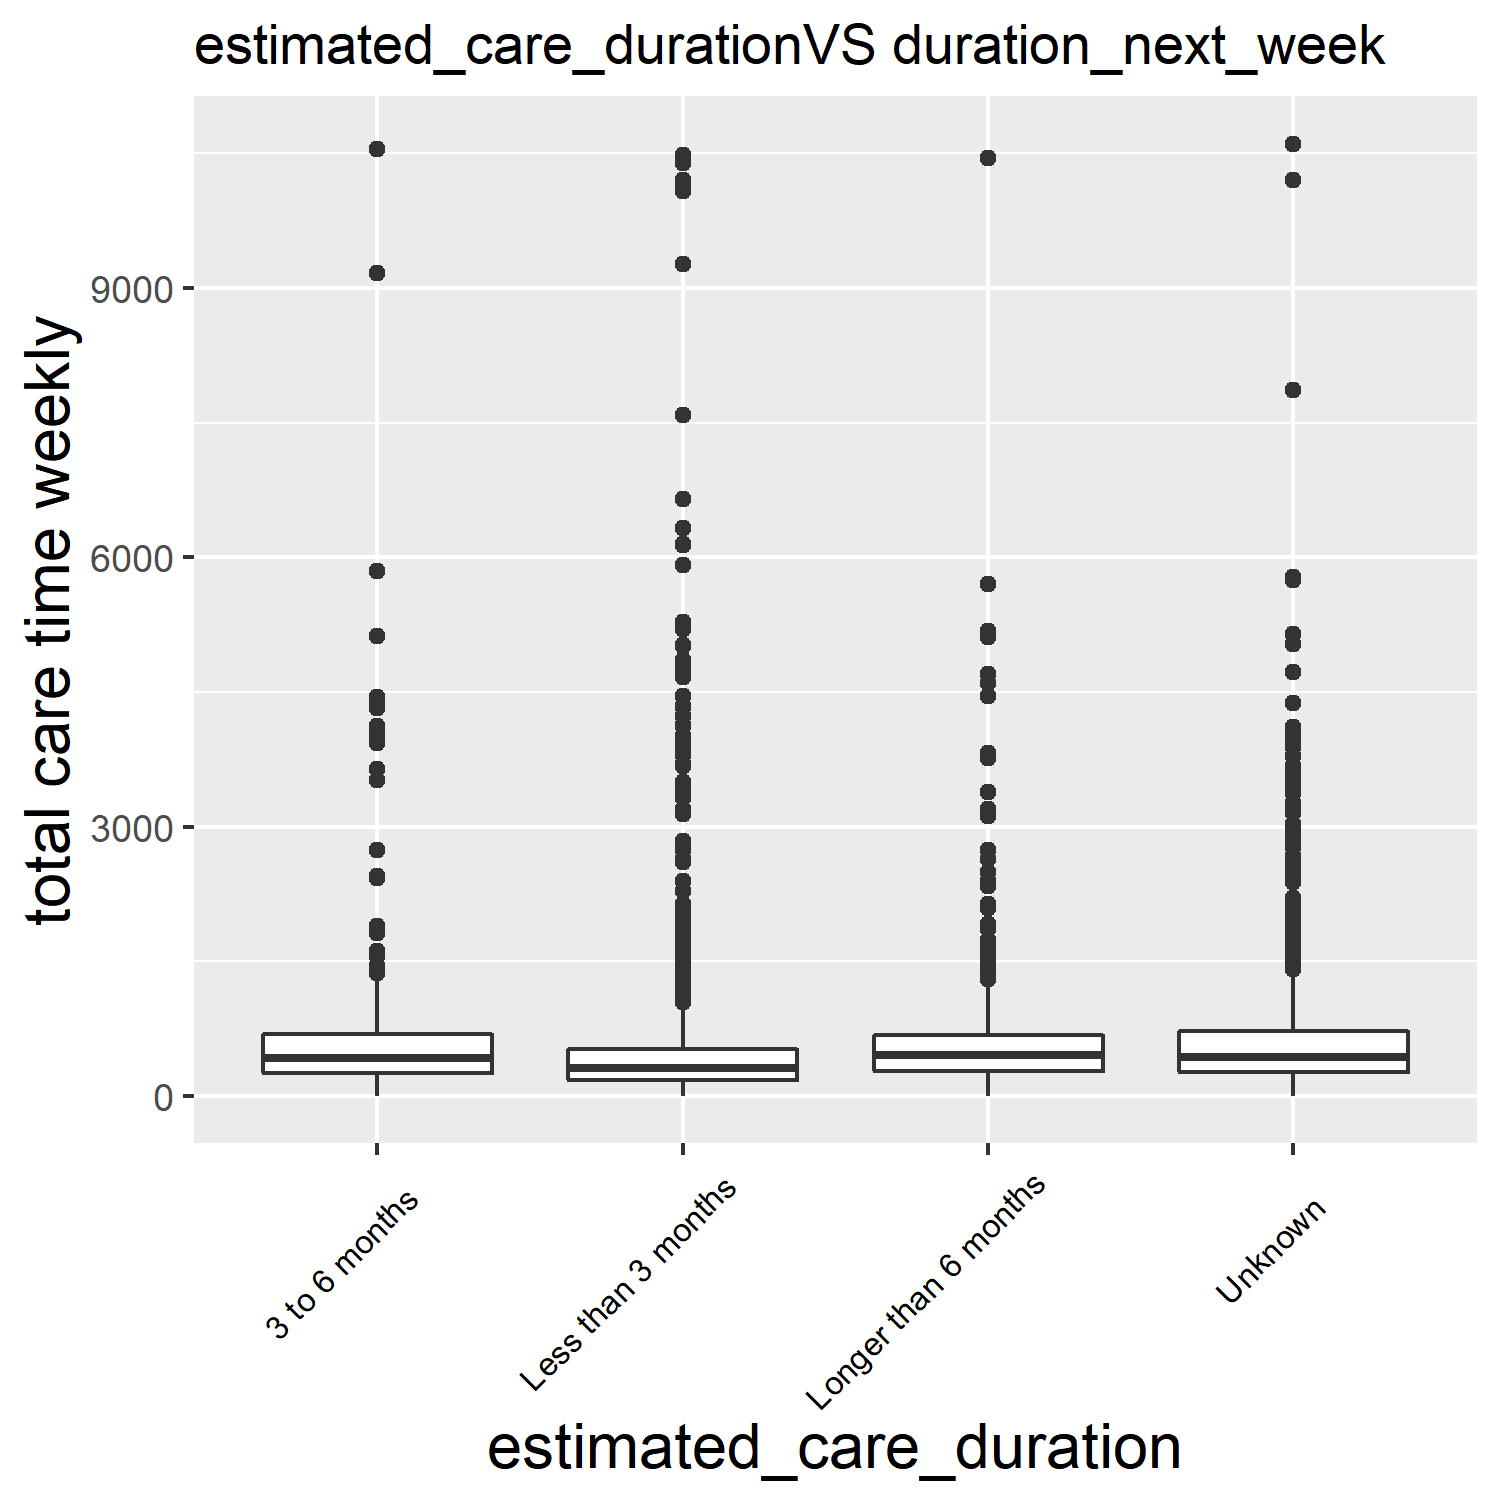 estimated_care_durationVS duration_next_week
total care time weekly
9000
6000
3000
0
3 to 6 months
Less than 3 months
Longer than 6 months
Unknown
estimated_care_duration